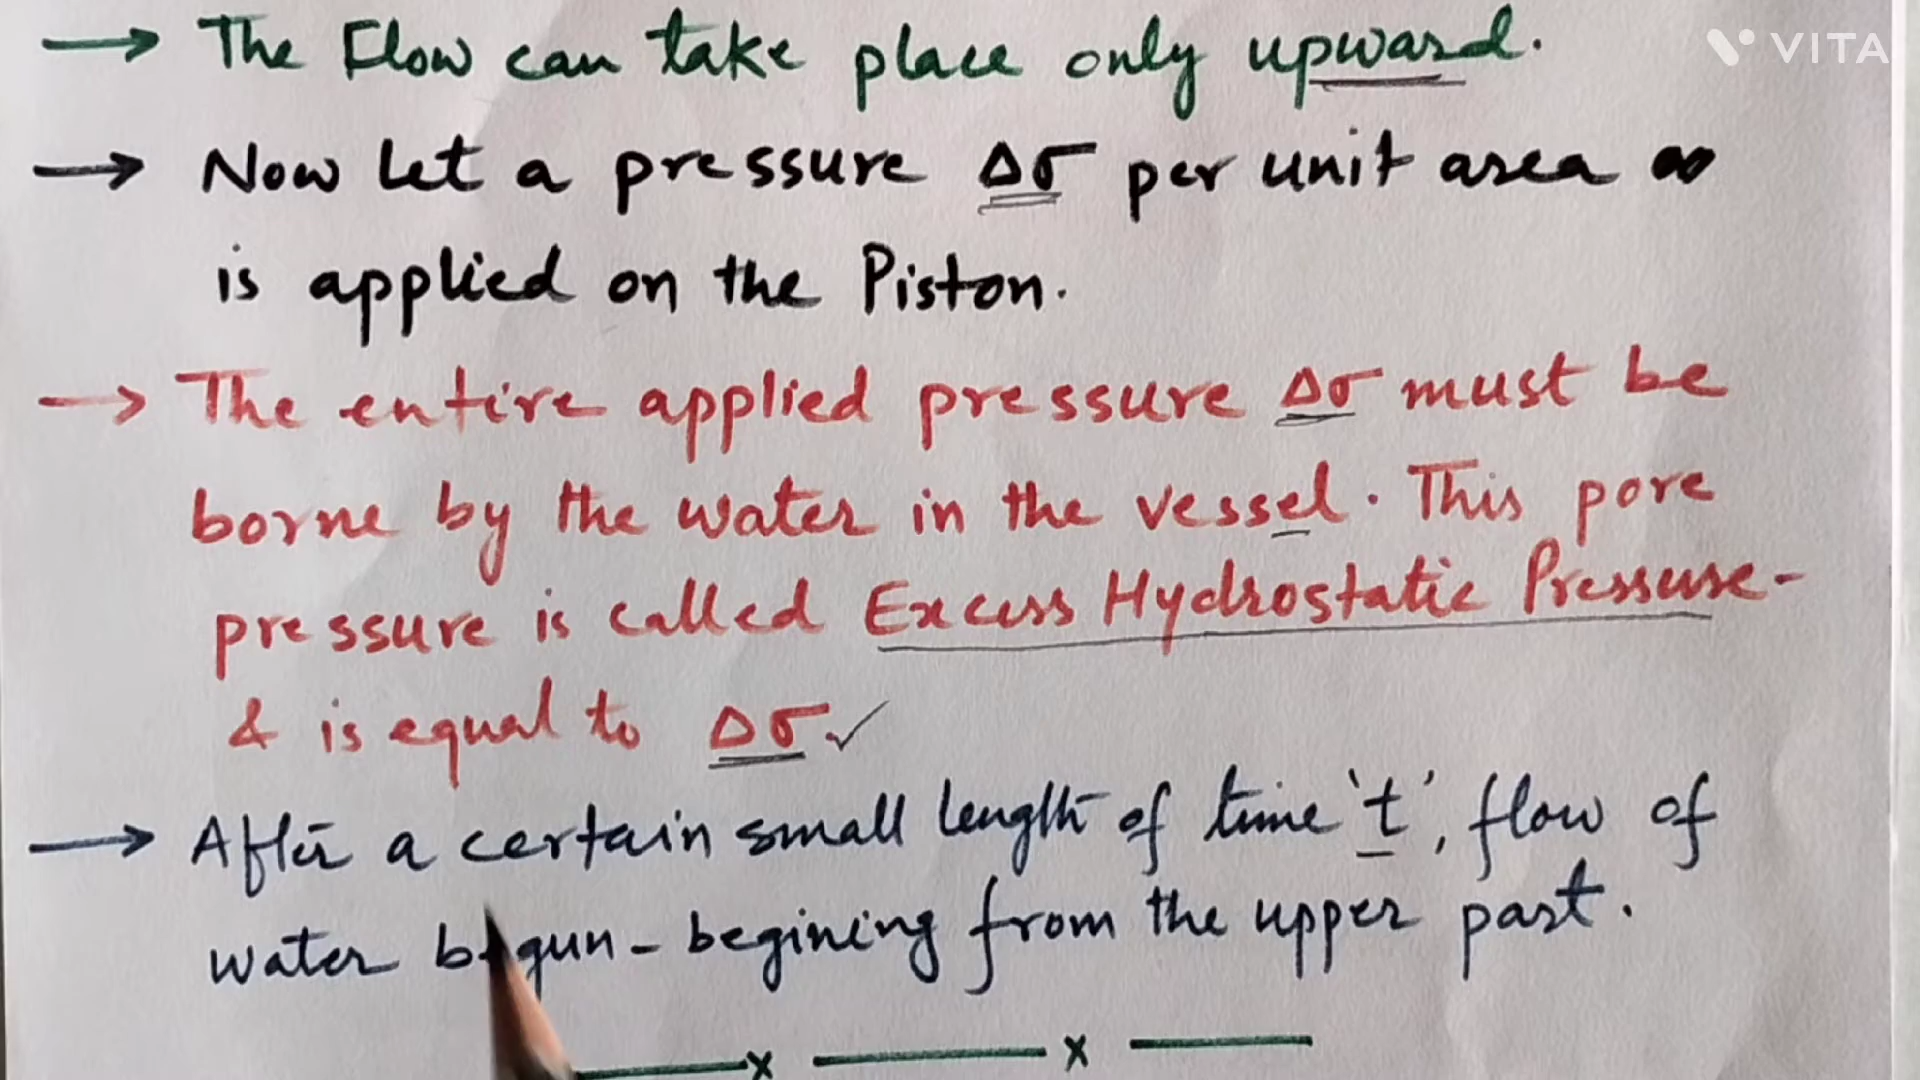 → The Flow can take place only upward.
VITA
→ Now let a pressure Δσ per unit area
is applied on the Piston.
→ The entire applied pressure Δσ must be
borne by the water in the vessel. This pore
pressure is called Excess Hydrostatic Pressure-
& is equal to Δσ ✓
→ After a certain small length of time 't', flow of
water begun - begining from the upper part.
x x